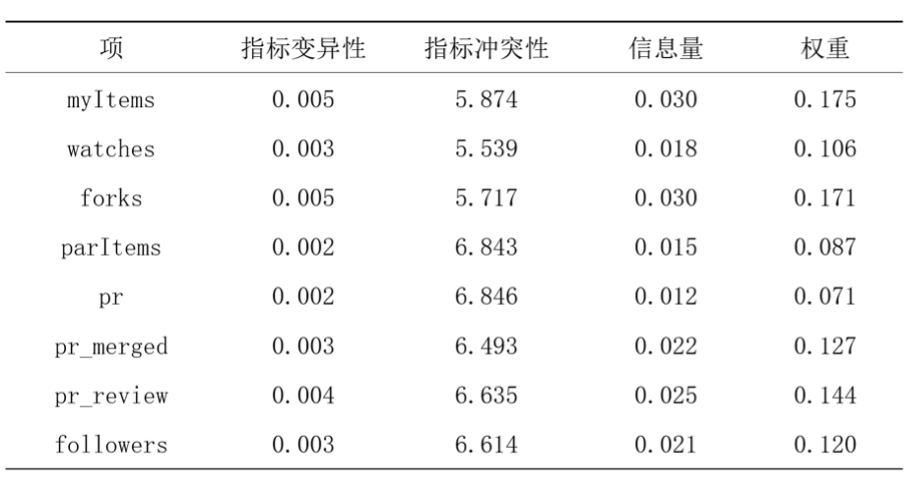 项 指标变异性 指标冲突性 信息量 权重
myItems 0.005 5.874 0.030 0.175
watches 0.003 5.539 0.018 0.106
forks 0.005 5.717 0.030 0.171
parItems 0.002 6.843 0.015 0.087
pr 0.002 6.846 0.012 0.071
pr_merged 0.003 6.493 0.022 0.127
pr_review 0.004 6.635 0.025 0.144
followers 0.003 6.614 0.021 0.120